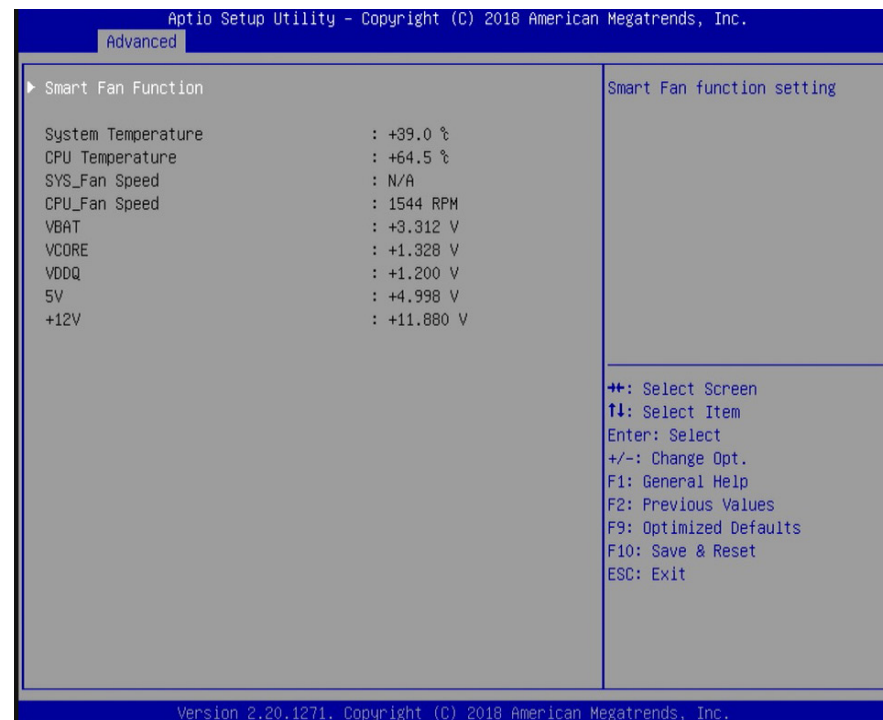 Aptio Setup Utility – Copyright (C) 2018 American Megatrends, Inc.
Advanced
▶ Smart Fan Function
System Temperature : +39.0 ℃
CPU Temperature : +64.5 ℃
SYS_Fan Speed : N/A
CPU_Fan Speed : 1544 RPM
VBAT : +3.312 V
VCORE : +1.328 V
VDDQ : +1.200 V
5V : +4.998 V
+12V : +11.880 V
Smart Fan function setting
→←: Select Screen
↑↓: Select Item
Enter: Select
+/-: Change Opt.
F1: General Help
F2: Previous Values
F9: Optimized Defaults
F10: Save & Reset
ESC: Exit
Version 2.20.1271. Copyright (C) 2018 American Megatrends, Inc.